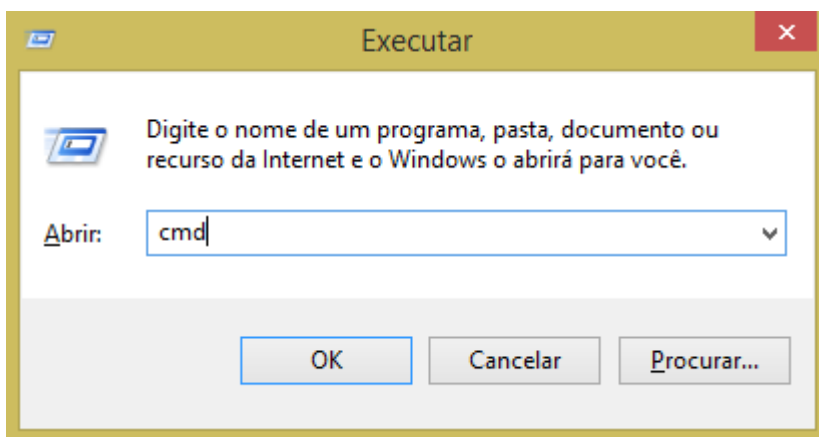 Executar
Digite o nome de um programa, pasta, documento ou
recurso da Internet e o Windows o abrirá para você.
Abrir: cmd
OK Cancelar Procurar...